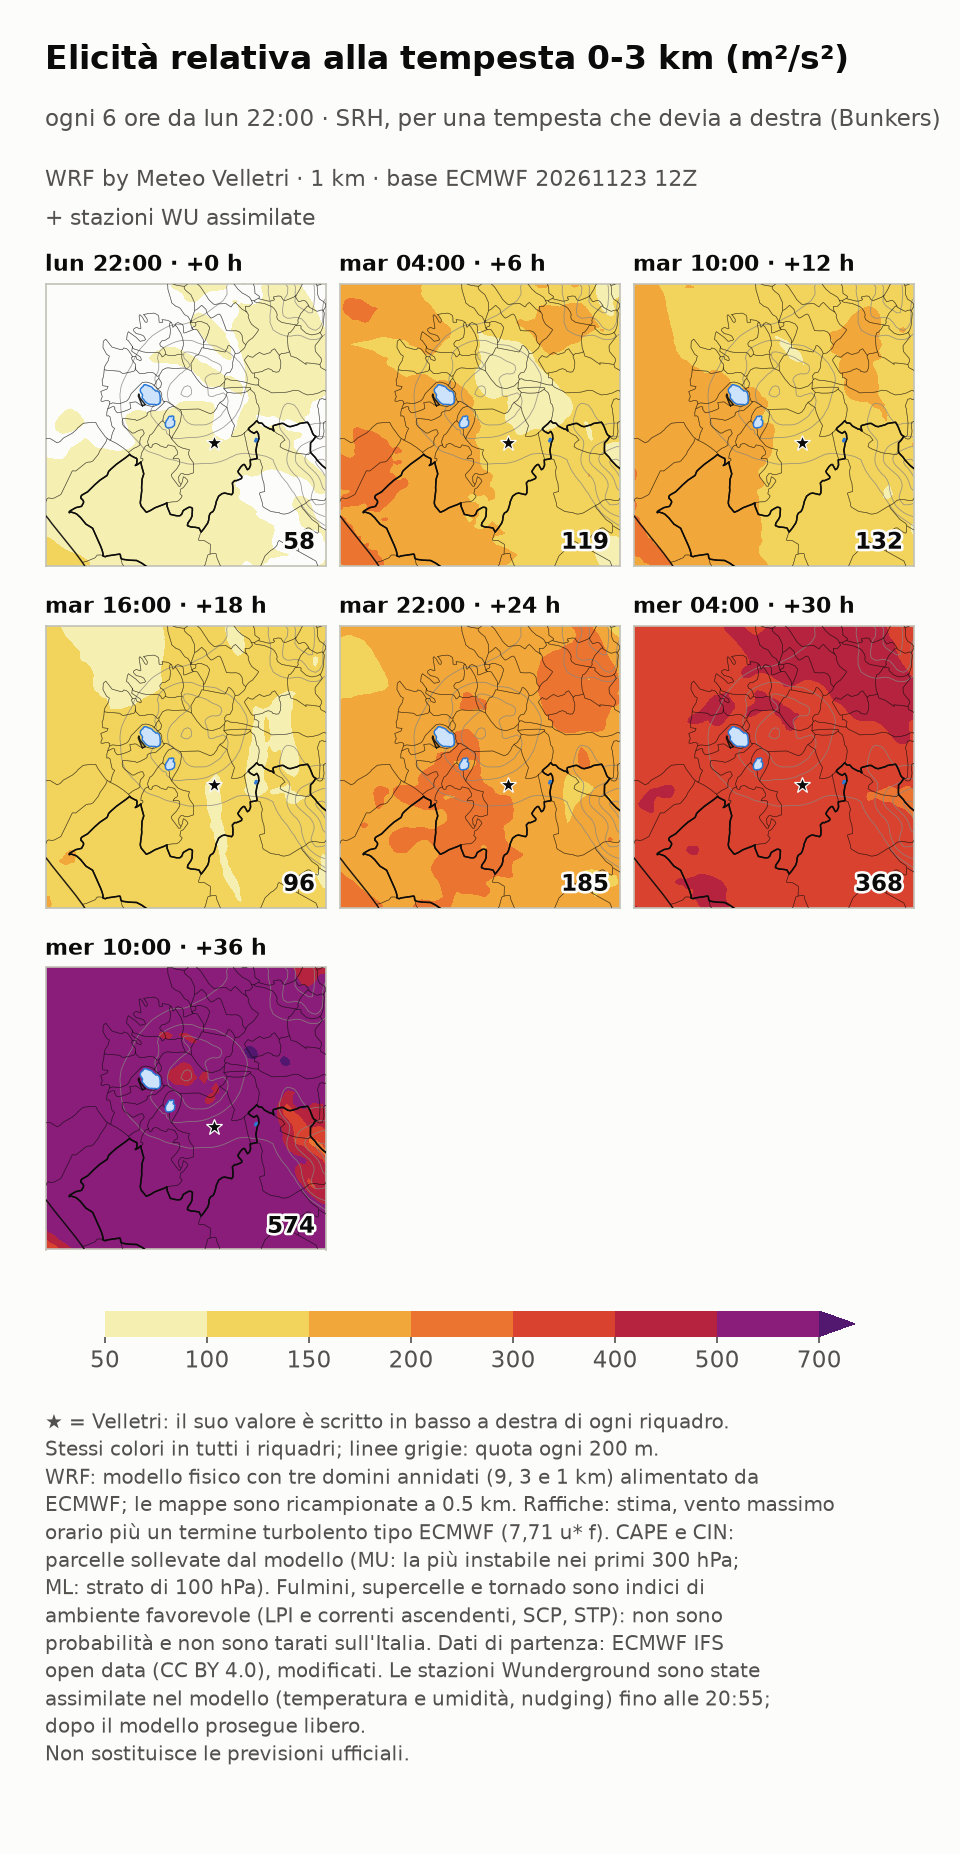 Elicità relativa alla tempesta 0-3 km (m²/s²)
ogni 6 ore da lun 22:00 · SRH, per una tempesta che devia a destra (Bunkers)
WRF by Meteo Velletri · 1 km · base ECMWF 20261123 12Z
+ stazioni WU assimilate
lun 22:00 · +0 h
mar 04:00 · +6 h
mar 10:00 · +12 h
58
119
132
mar 16:00 · +18 h
mar 22:00 · +24 h
mer 04:00 · +30 h
96
185
368
mer 10:00 · +36 h
574
50 100 150 200 300 400 500 700
★ = Velletri: il suo valore è scritto in basso a destra di ogni riquadro.
Stessi colori in tutti i riquadri; linee grigie: quota ogni 200 m.
WRF: modello fisico con tre domini annidati (9, 3 e 1 km) alimentato da
ECMWF; le mappe sono ricampionate a 0.5 km. Raffiche: stima, vento massimo
orario più un termine turbolento tipo ECMWF (7,71 u* f). CAPE e CIN:
parcelle sollevate dal modello (MU: la più instabile nei primi 300 hPa;
ML: strato di 100 hPa). Fulmini, supercelle e tornado sono indici di
ambiente favorevole (LPI e correnti ascendenti, SCP, STP): non sono
probabilità e non sono tarati sull'Italia. Dati di partenza: ECMWF IFS
open data (CC BY 4.0), modificati. Le stazioni Wunderground sono state
assimilate nel modello (temperatura e umidità, nudging) fino alle 20:55;
dopo il modello prosegue libero.
Non sostituisce le previsioni ufficiali.